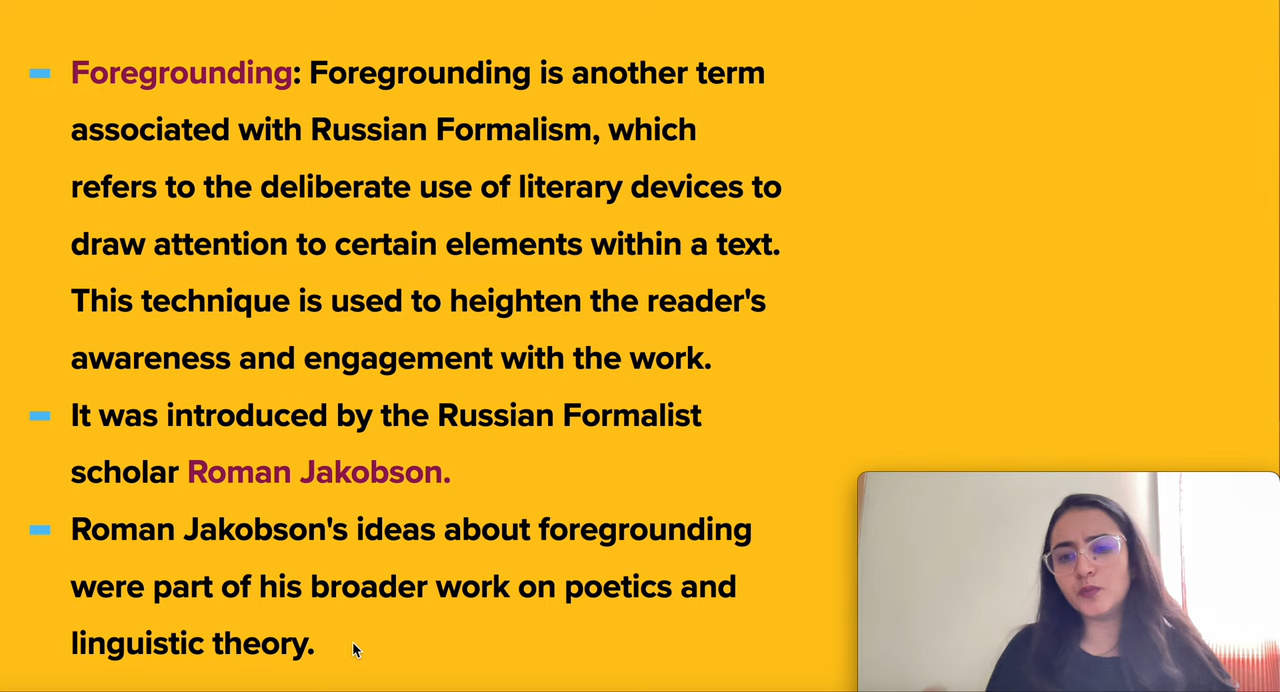 Foregrounding: Foregrounding is another term
associated with Russian Formalism, which
refers to the deliberate use of literary devices to
draw attention to certain elements within a text.
This technique is used to heighten the reader's
awareness and engagement with the work.
It was introduced by the Russian Formalist
scholar Roman Jakobson.
Roman Jakobson's ideas about foregrounding
were part of his broader work on poetics and
linguistic theory.